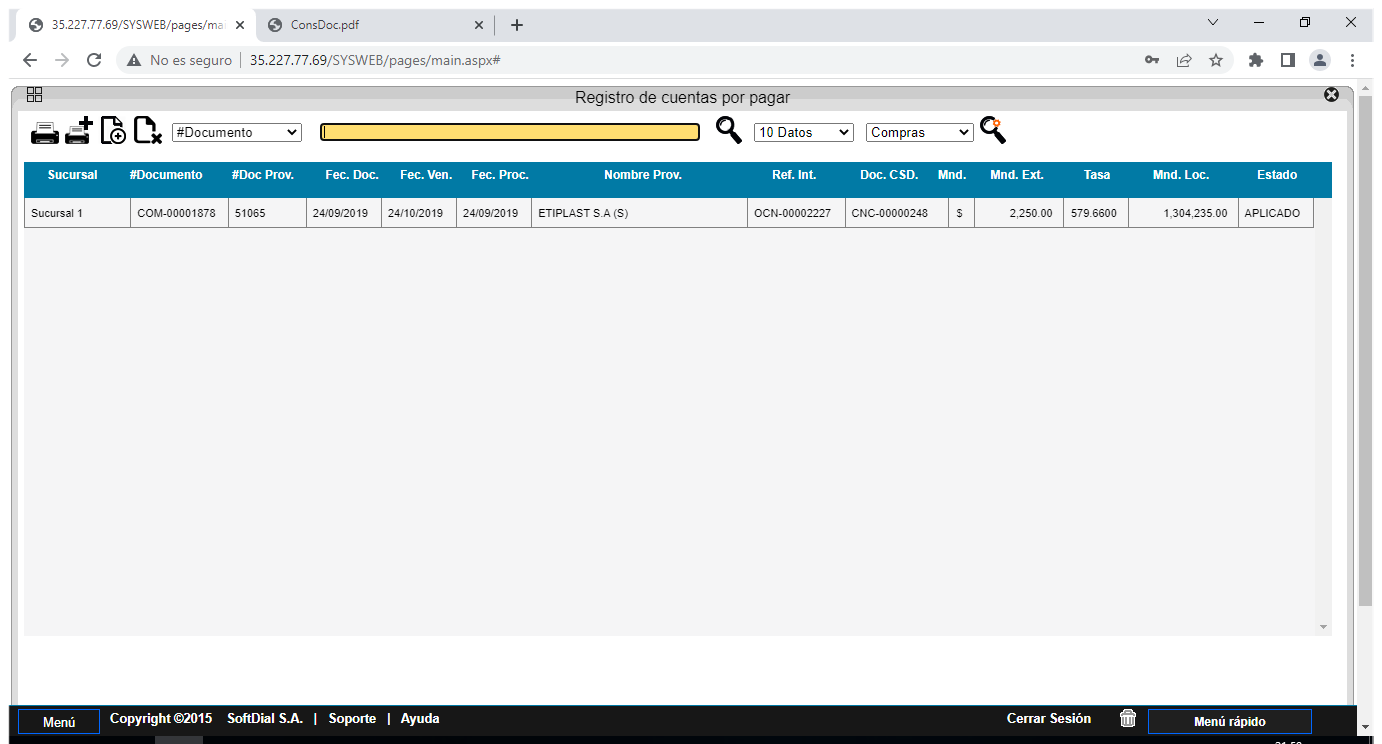 35.227.77.69/SYSWEB/pages/ma
ConsDoc.pdf
No es seguro | 35.227.77.69/SYSWEB/pages/main.aspx#
Registro de cuentas por pagar
#Documento 10 Datos Compras
Sucursal #Documento #Doc Prov. Fec. Doc. Fec. Ven. Fec. Proc. Nombre Prov. Ref. Int. Doc. CSD. Mnd. Mnd. Ext. Tasa Mnd. Loc. Estado
Sucursal 1 COM-00001878 51065 24/09/2019 24/10/2019 24/09/2019 ETIPLAST S.A (S) OCN-00002227 CNC-00000248 $ 2,250.00 579.6600 1,304,235.00 APLICADO
Menú Copyright ©2015 SoftDial S.A. | Soporte | Ayuda Cerrar Sesión Menú rápido